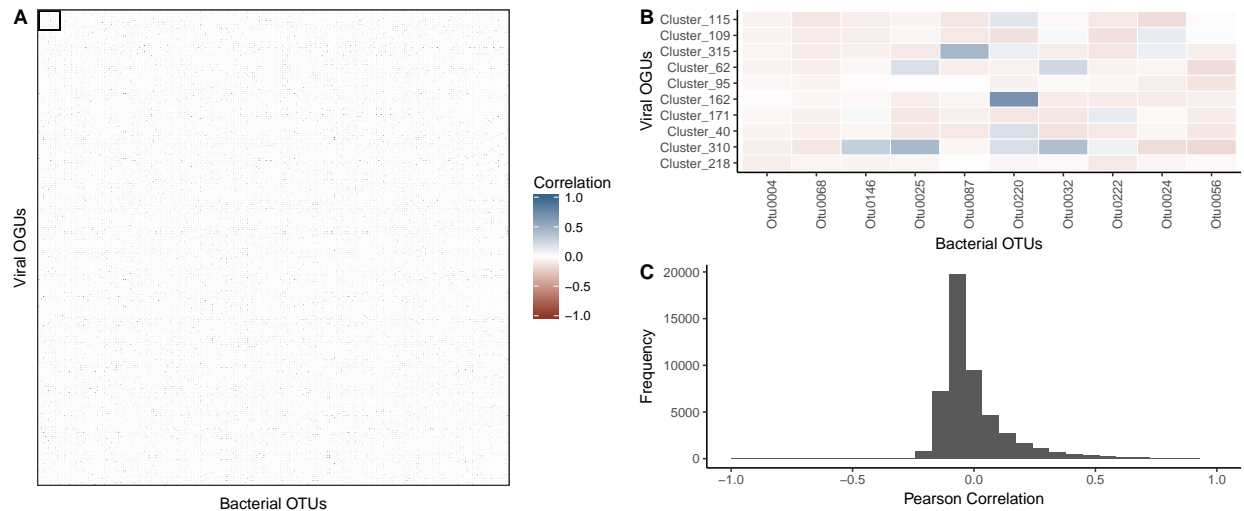 A
Viral OGUs
Bacterial OTUs
Correlation
1.0
0.5
0.0
−0.5
−1.0
B
Viral OGUs
Cluster_115
Cluster_109
Cluster_315
Cluster_62
Cluster_95
Cluster_162
Cluster_171
Cluster_40
Cluster_310
Cluster_218
Otu0004
Otu0068
Otu0146
Otu0025
Otu0087
Otu0220
Otu0032
Otu0222
Otu0024
Otu0056
Bacterial OTUs
C
Frequency
20000
15000
10000
5000
0
−1.0 −0.5 0.0 0.5 1.0
Pearson Correlation